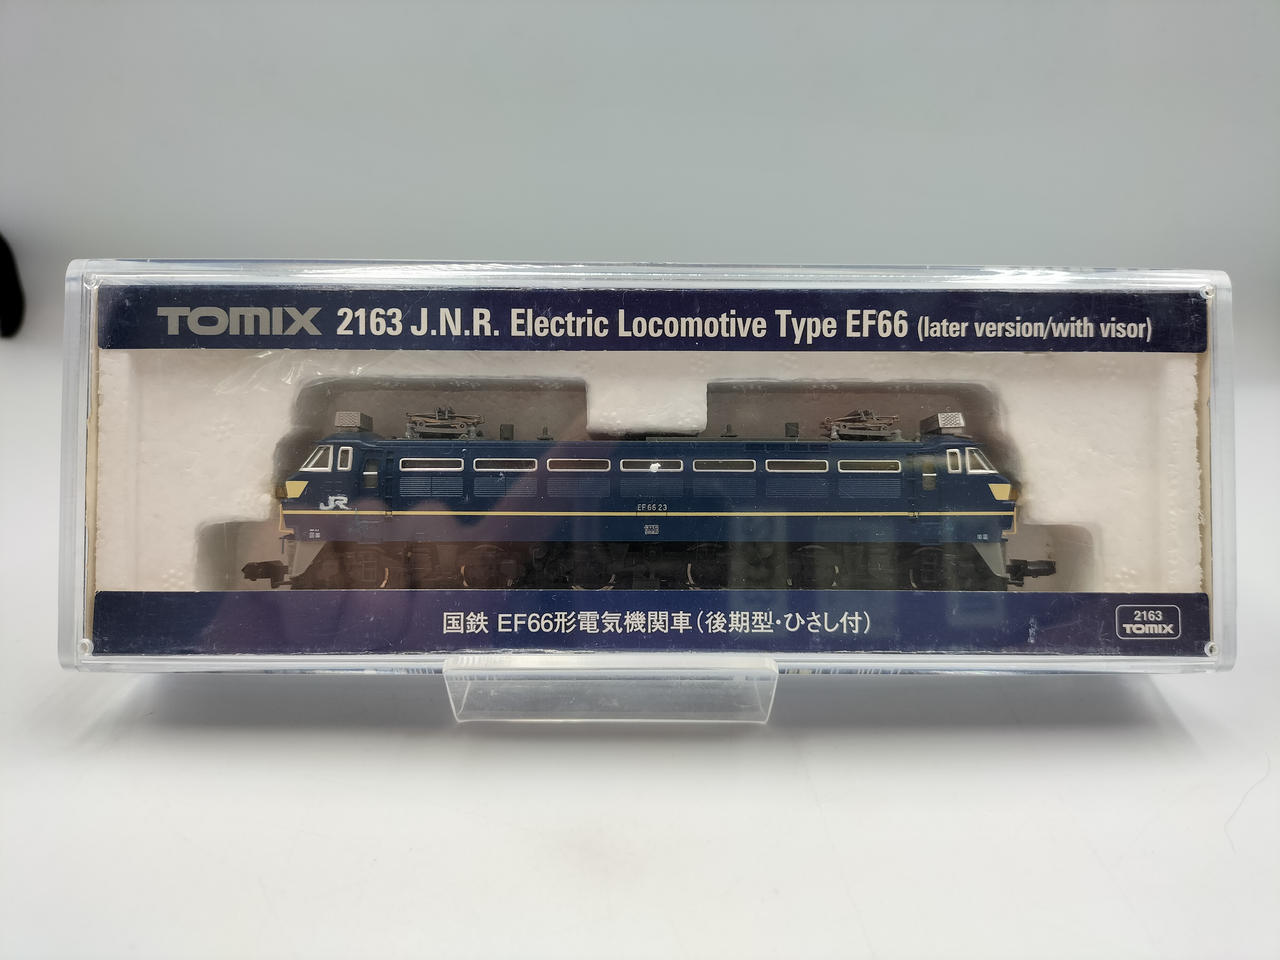 TOMIX 2163 J.N.R. Electric Locomotive Type EF66 (later version/with visor)
JR
EF66 23
国鉄 EF66形電気機関車(後期型・ひさし付)
2163
TOMIX